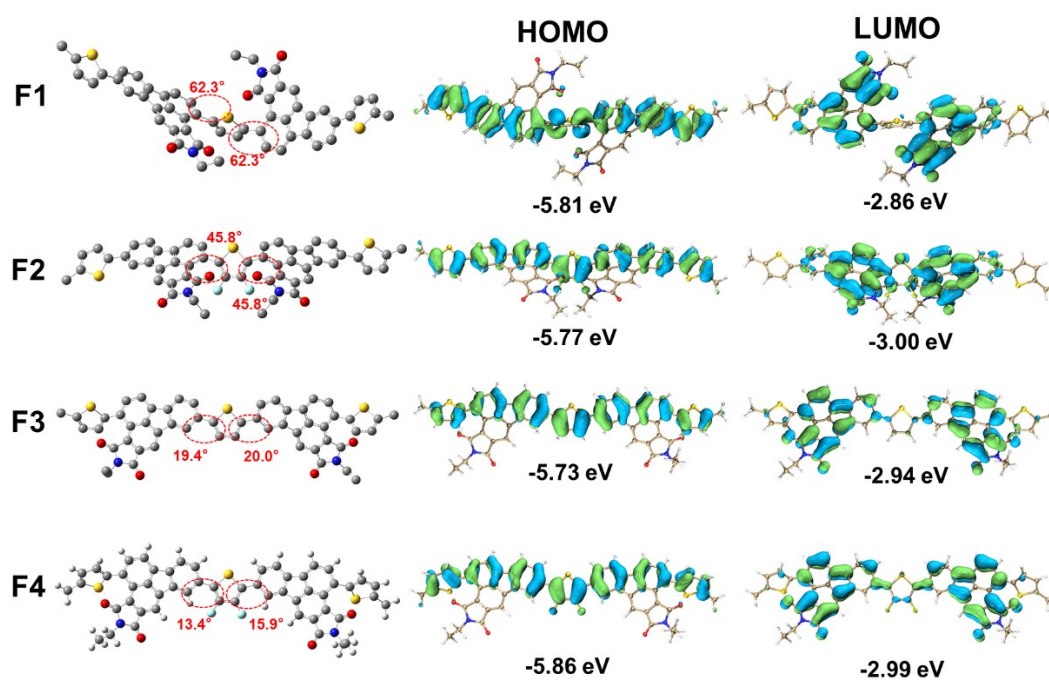 HOMO LUMO
F1
62.3°
62.3°
-5.81 eV
-2.86 eV
F2
45.8°
45.8°
-5.77 eV
-3.00 eV
F3
19.4° 20.0°
-5.73 eV
-2.94 eV
F4
13.4° 15.9°
-5.86 eV
-2.99 eV